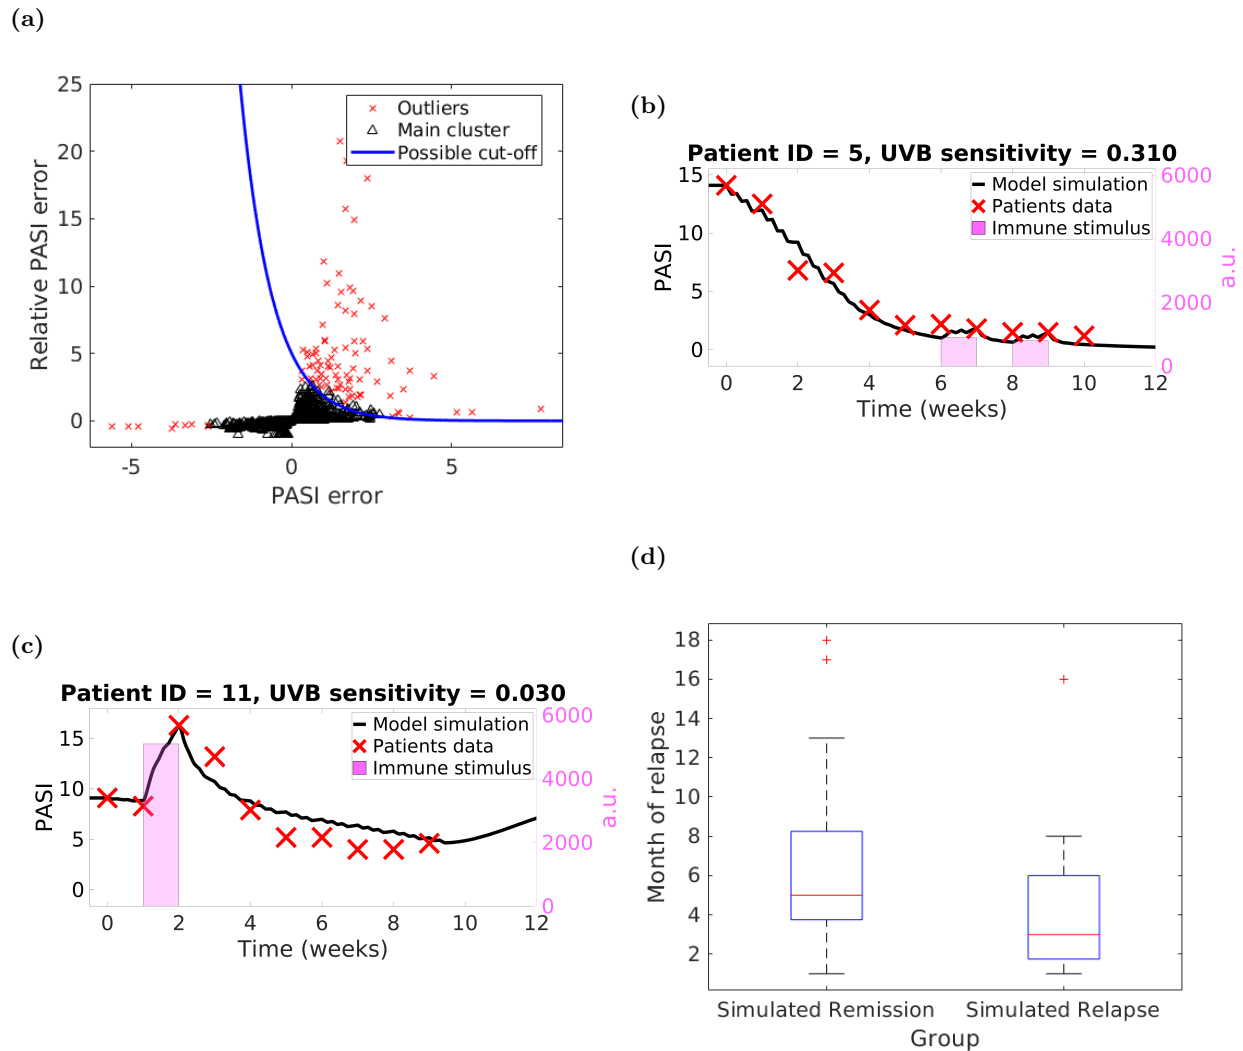 (a)
25
20
15
10
5
0
Relative PASI error
Outliers
Main cluster
Possible cut-off
-5
0
5
PASI error
(b)
Patient ID = 5, UVB sensitivity = 0.310
15
10
5
0
PASI
Model simulation
Patients data
Immune stimulus
6000
4000
2000
0
a.u.
0
2
4
6
8
10
12
Time (weeks)
(c)
Patient ID = 11, UVB sensitivity = 0.030
15
10
5
0
PASI
Model simulation
Patients data
Immune stimulus
6000
4000
2000
0
a.u.
0
2
4
6
8
10
12
Time (weeks)
(d)
18
16
14
12
10
8
6
4
2
Month of relapse
Simulated Remission
Simulated Relapse
Group